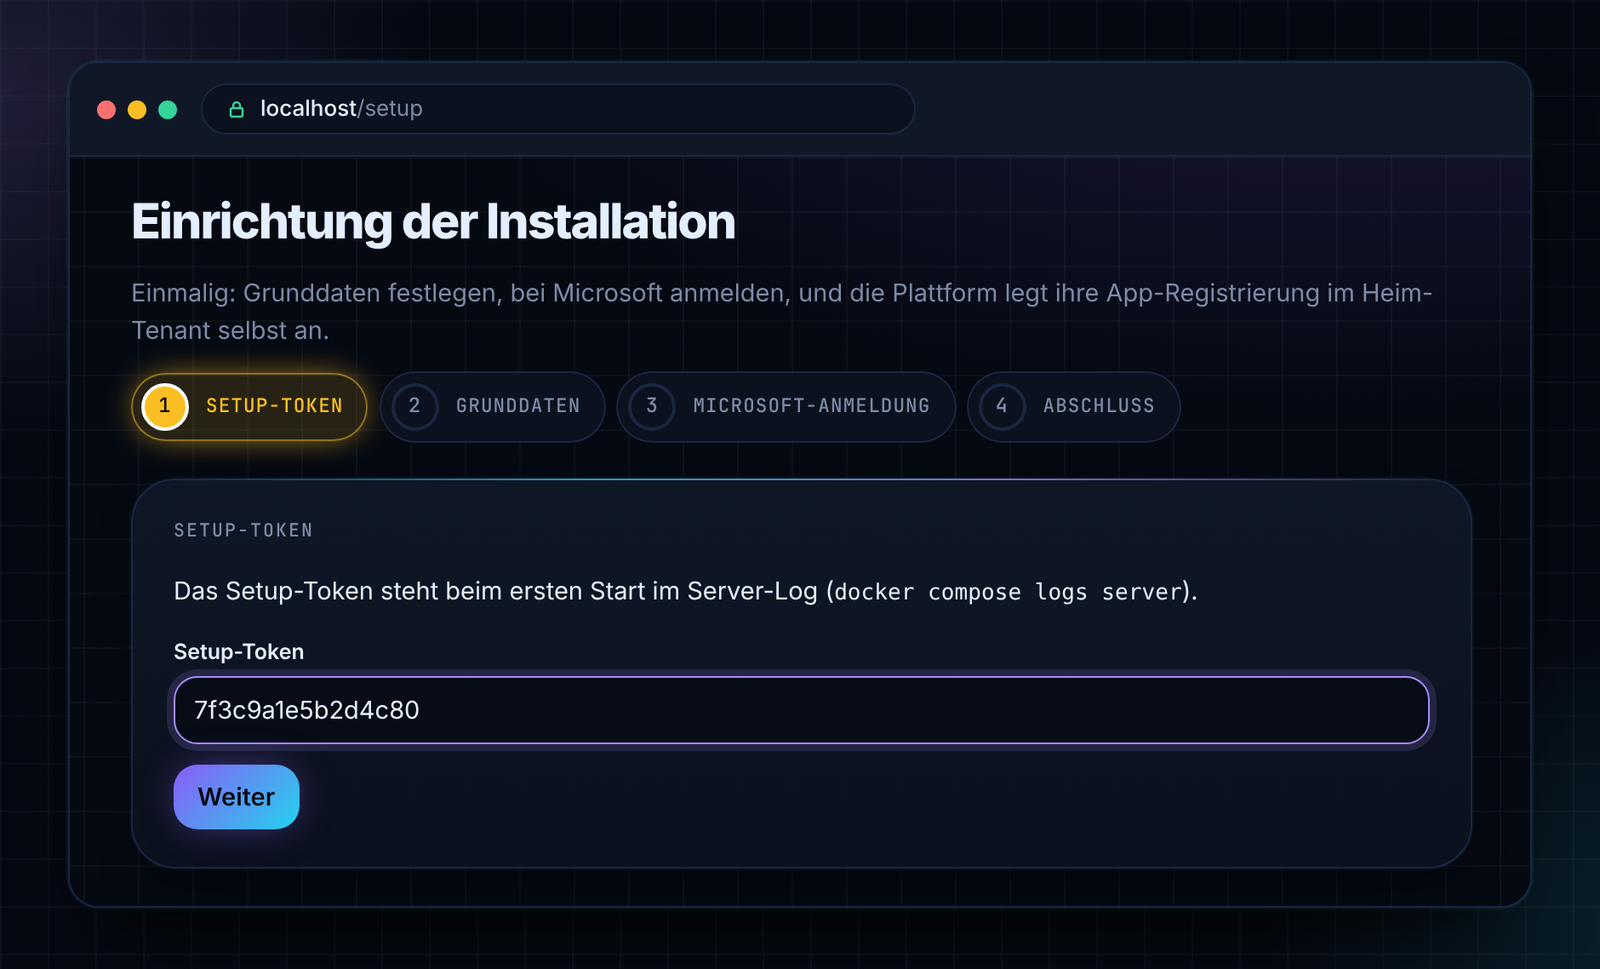 localhost/setup
Einrichtung der Installation
Einmalig: Grunddaten festlegen, bei Microsoft anmelden, und die Plattform legt ihre App-Registrierung im Heim-
Tenant selbst an.
1 SETUP-TOKEN 2 GRUNDDATEN 3 MICROSOFT-ANMELDUNG 4 ABSCHLUSS
SETUP-TOKEN
Das Setup-Token steht beim ersten Start im Server-Log (docker compose logs server).
Setup-Token
7f3c9a1e5b2d4c80
Weiter